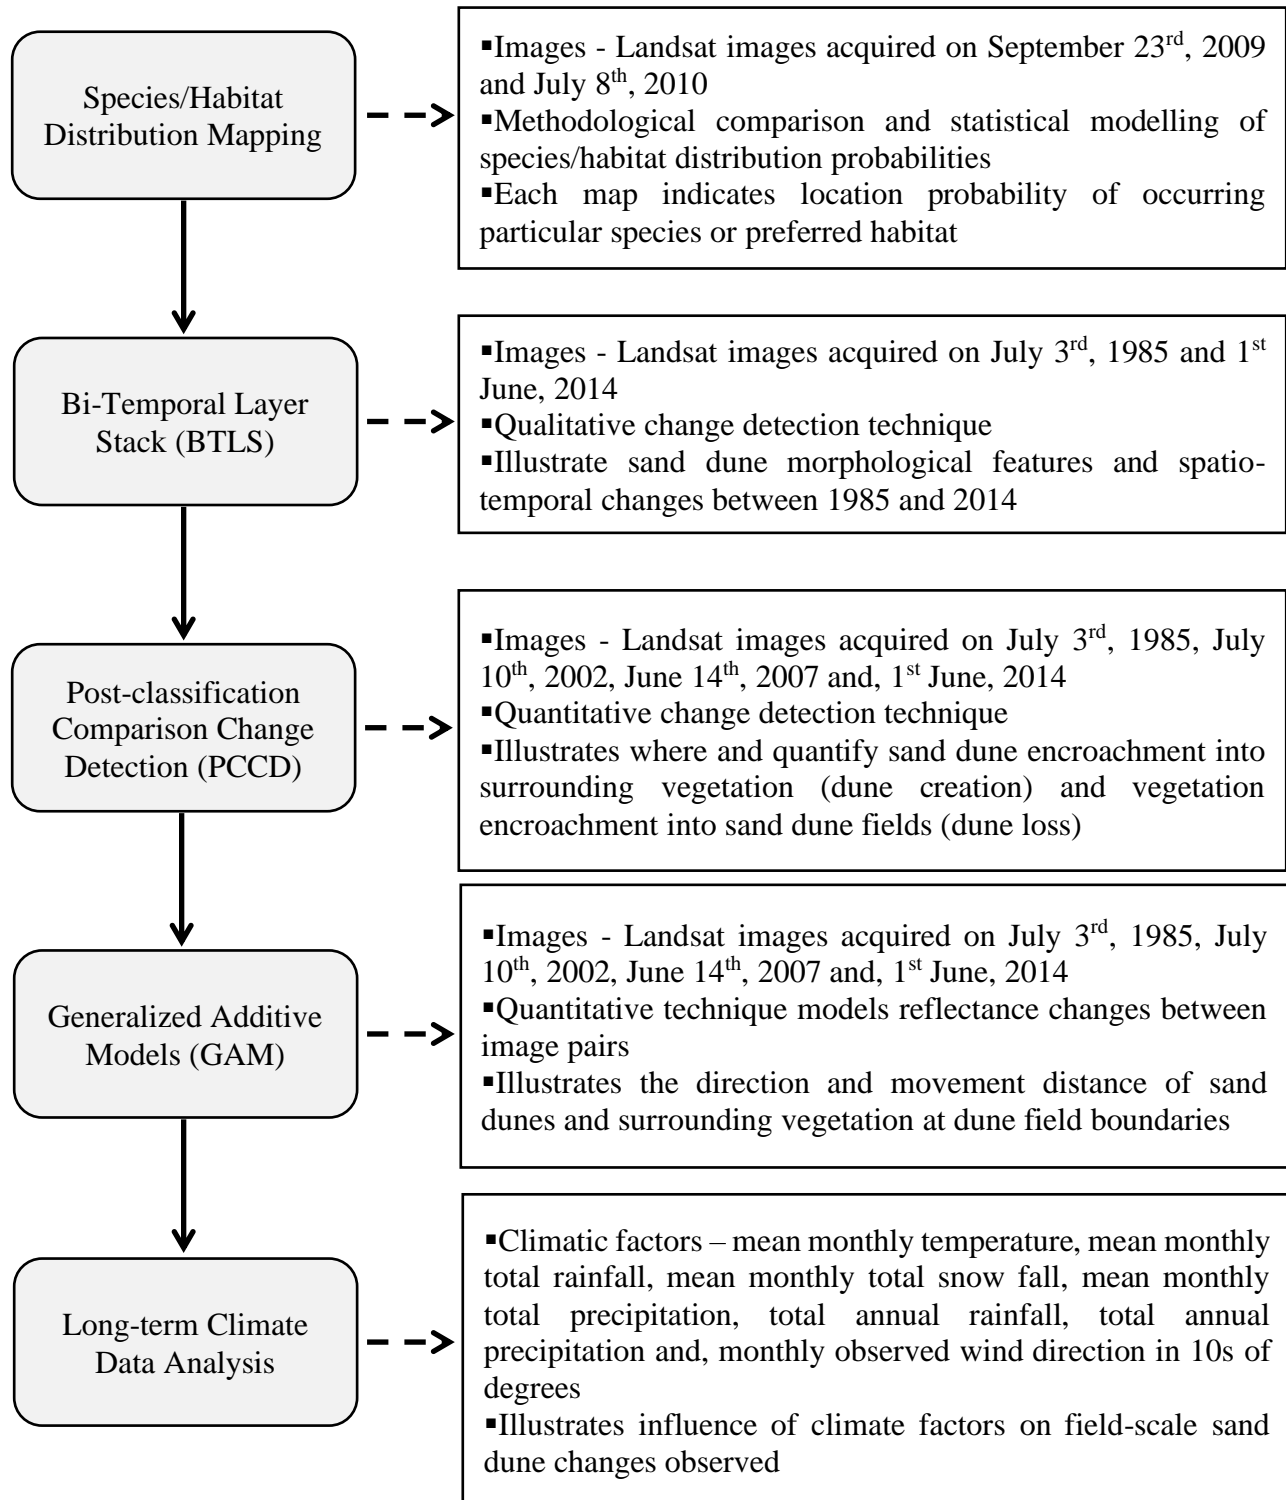 Species/Habitat
Distribution Mapping
▪Images - Landsat images acquired on September 23rd, 2009
and July 8th, 2010
▪Methodological comparison and statistical modelling of
species/habitat distribution probabilities
▪Each map indicates location probability of occurring
particular species or preferred habitat
Bi-Temporal Layer
Stack (BTLS)
▪Images - Landsat images acquired on July 3rd, 1985 and 1st
June, 2014
▪Qualitative change detection technique
▪Illustrate sand dune morphological features and spatio-
temporal changes between 1985 and 2014
Post-classification
Comparison Change
Detection (PCCD)
▪Images - Landsat images acquired on July 3rd, 1985, July
10th, 2002, June 14th, 2007 and, 1st June, 2014
▪Quantitative change detection technique
▪Illustrates where and quantify sand dune encroachment into
surrounding vegetation (dune creation) and vegetation
encroachment into sand dune fields (dune loss)
Generalized Additive
Models (GAM)
▪Images - Landsat images acquired on July 3rd, 1985, July
10th, 2002, June 14th, 2007 and, 1st June, 2014
▪Quantitative technique models reflectance changes between
image pairs
▪Illustrates the direction and movement distance of sand
dunes and surrounding vegetation at dune field boundaries
Long-term Climate
Data Analysis
▪Climatic factors – mean monthly temperature, mean monthly
total rainfall, mean monthly total snow fall, mean monthly
total precipitation, total annual rainfall, total annual
precipitation and, monthly observed wind direction in 10s of
degrees
▪Illustrates influence of climate factors on field-scale sand
dune changes observed